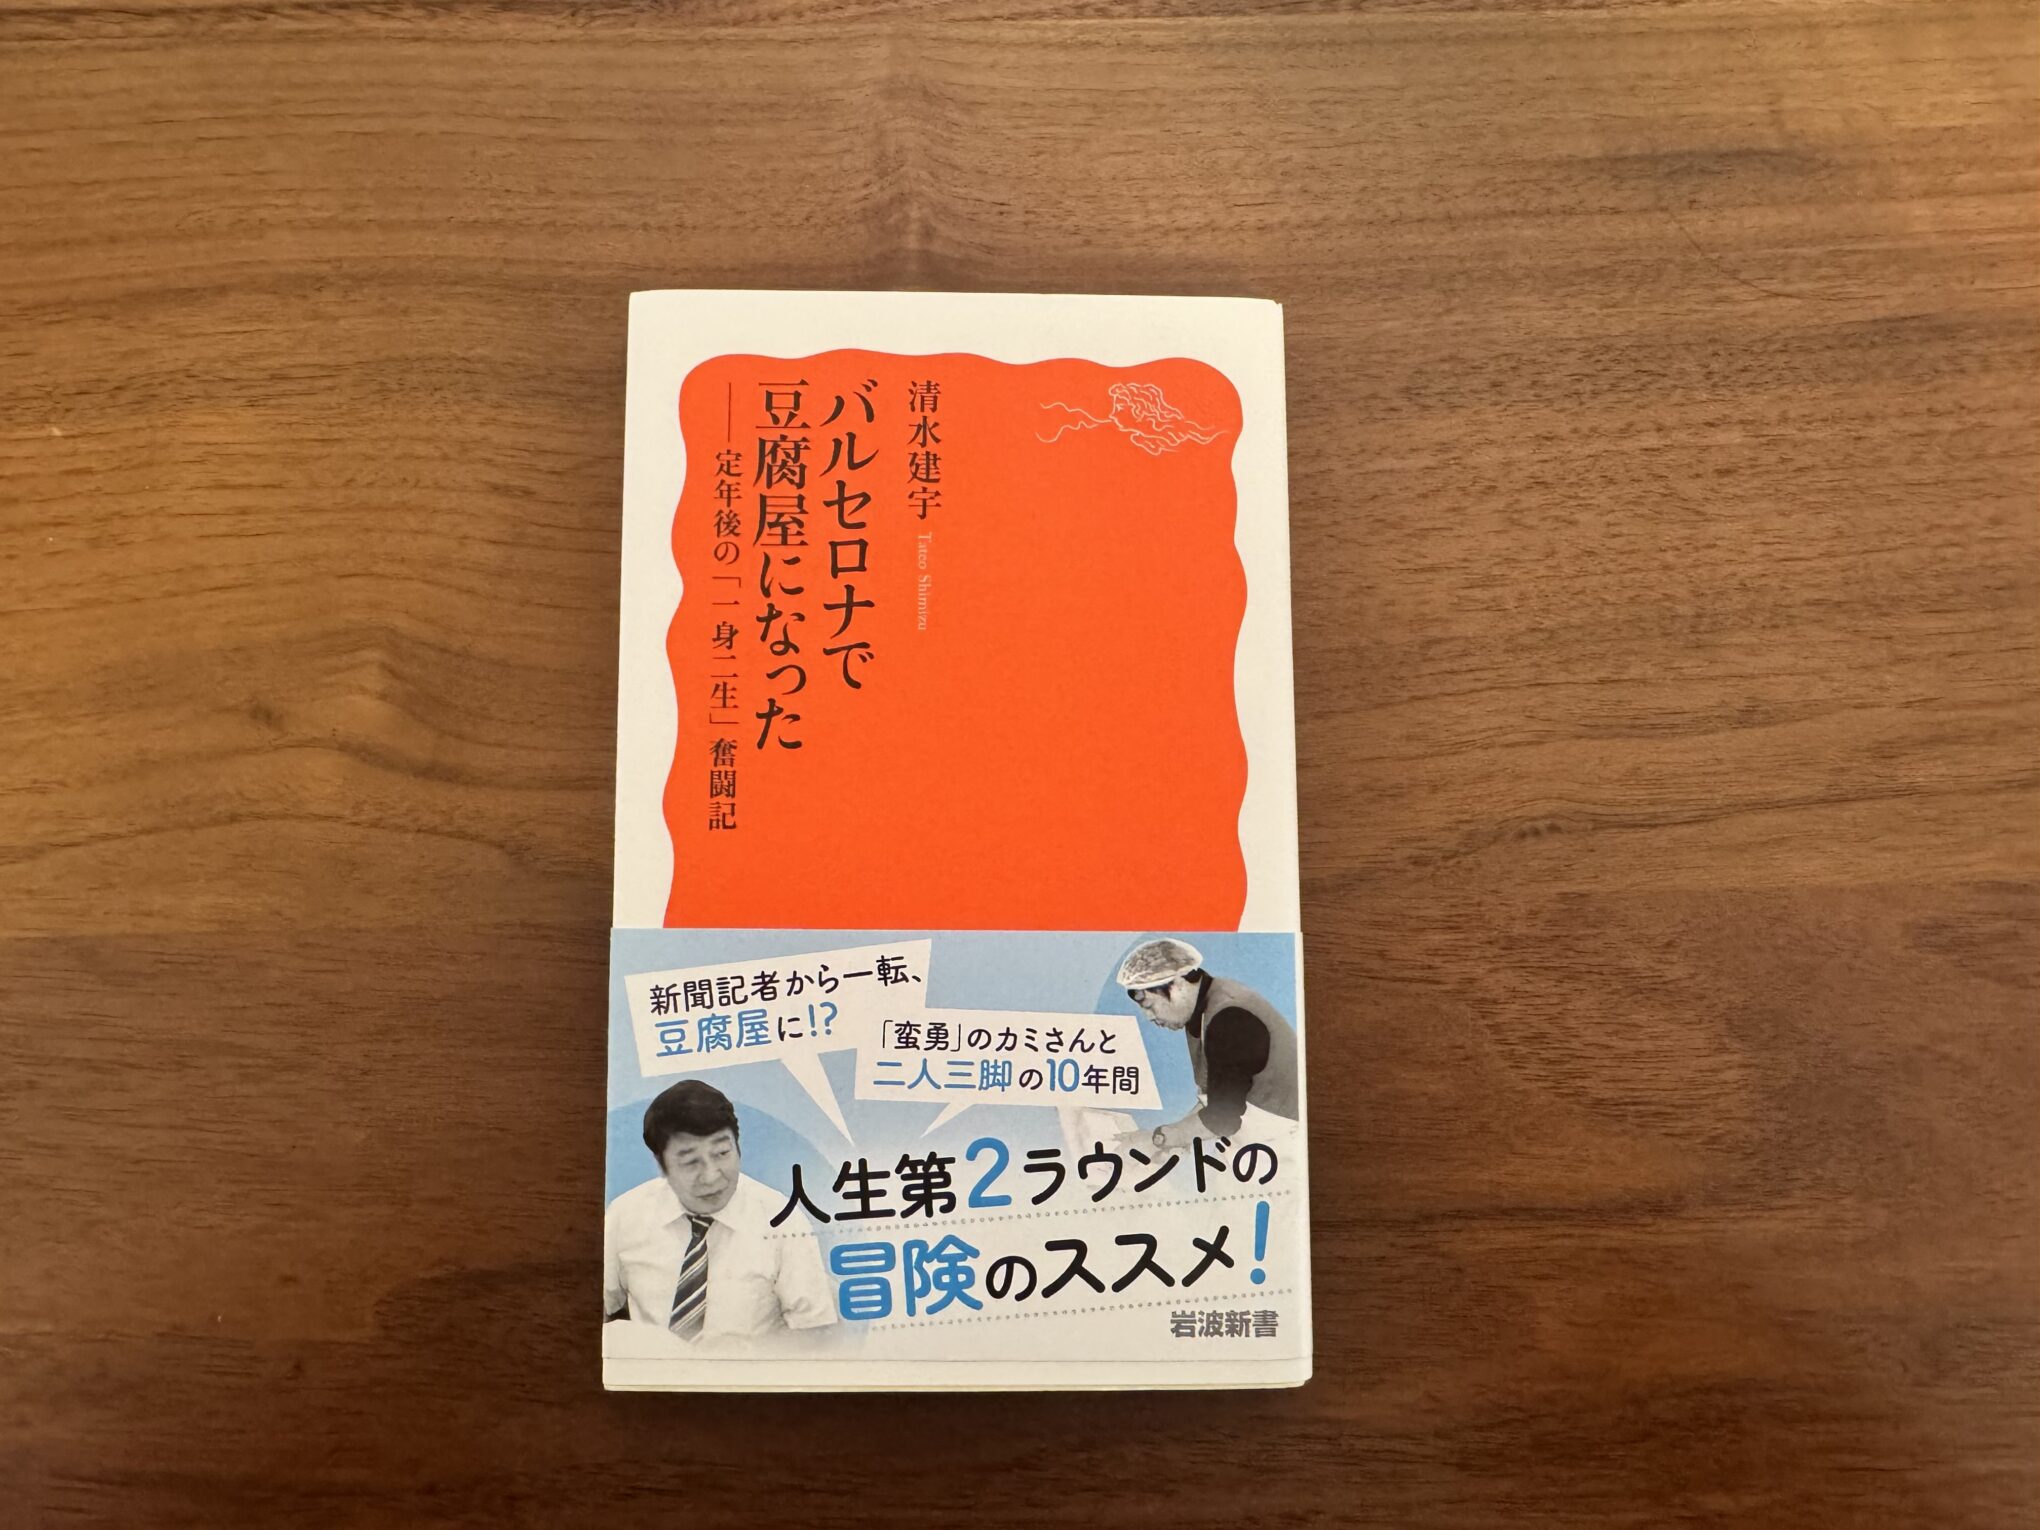 清水建宇 Tateo Shimizu
バルセロナで
豆腐屋になった
──定年後の「一身二生」奮闘記
新聞記者から一転、
豆腐屋に!?
「蛮勇」のカミさんと
二人三脚の10年間
人生第2ラウンドの
冒険のススメ!
岩波新書